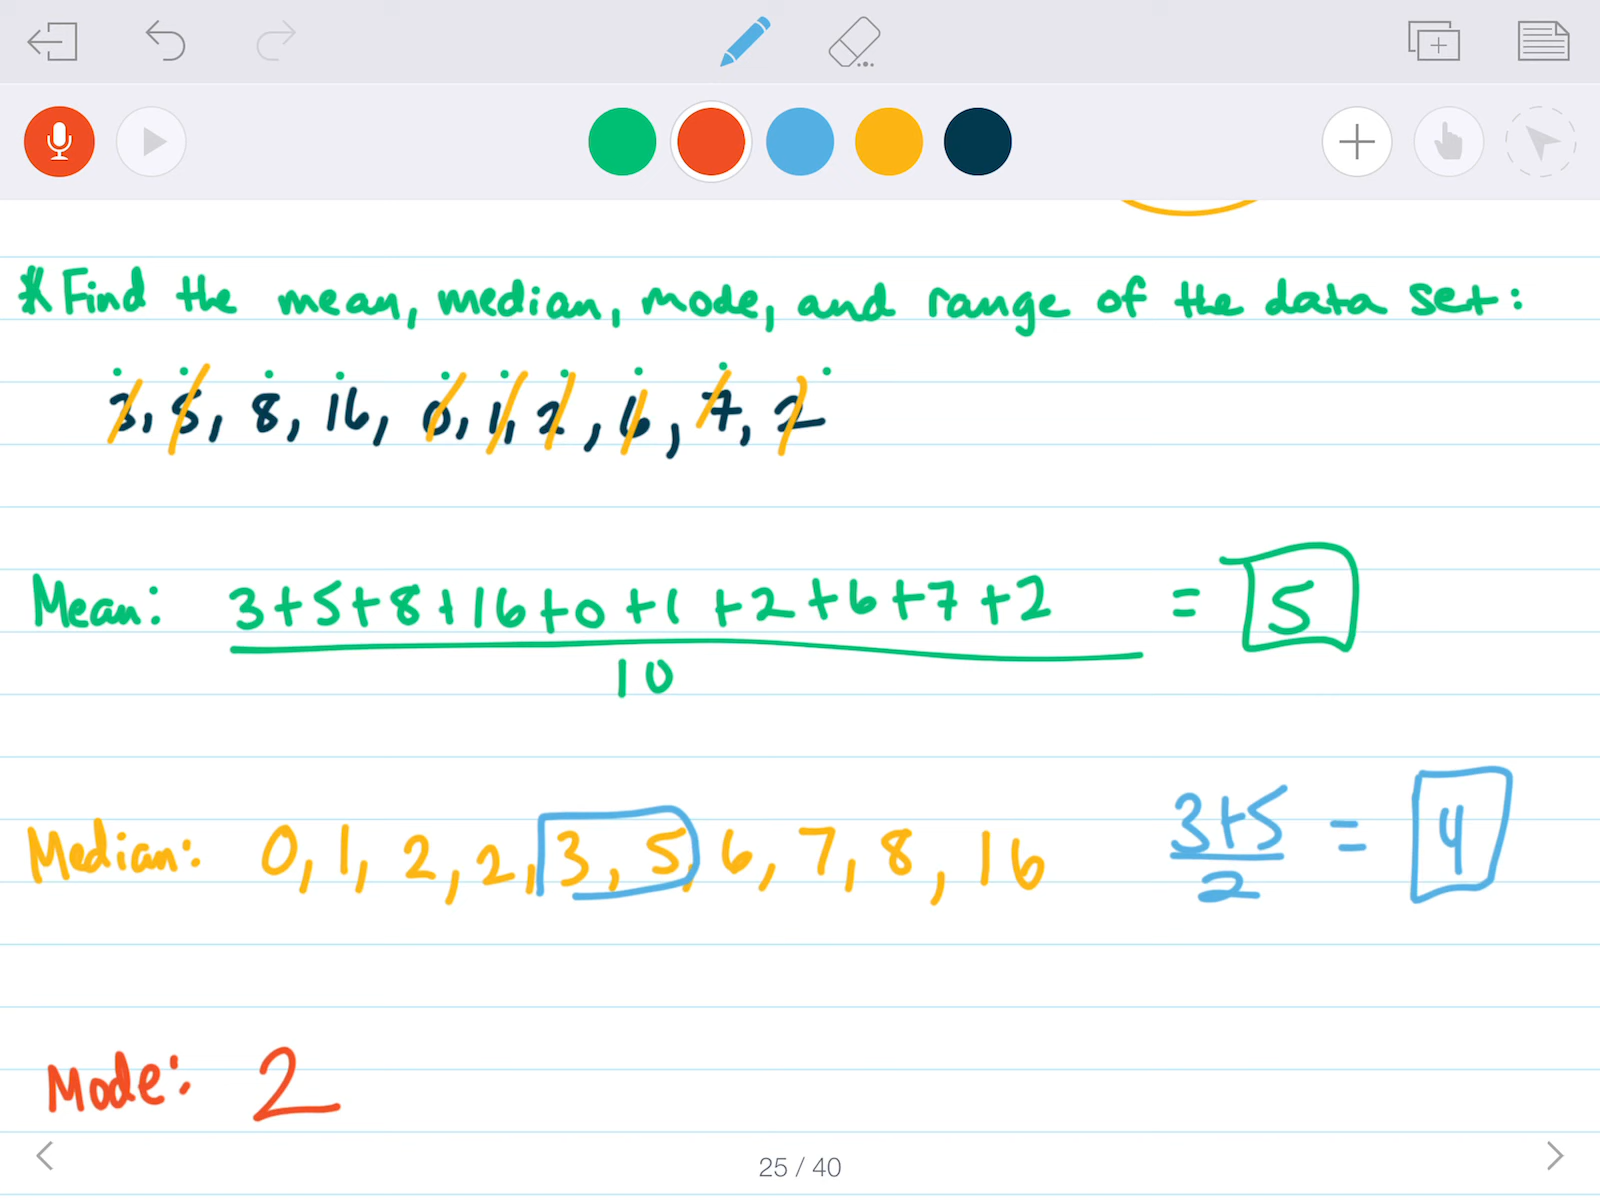 * Find the mean, median, mode, and range of the data set:
3, 5, 8, 16, 0, 1, 2, 6, 7, 2
Mean: 3+5+8+16+0+1+2+6+7+2 = 5
10
Median: 0, 1, 2, 2, 3, 5, 6, 7, 8, 16
3+5 = 4
2
Mode: 2
25 / 40